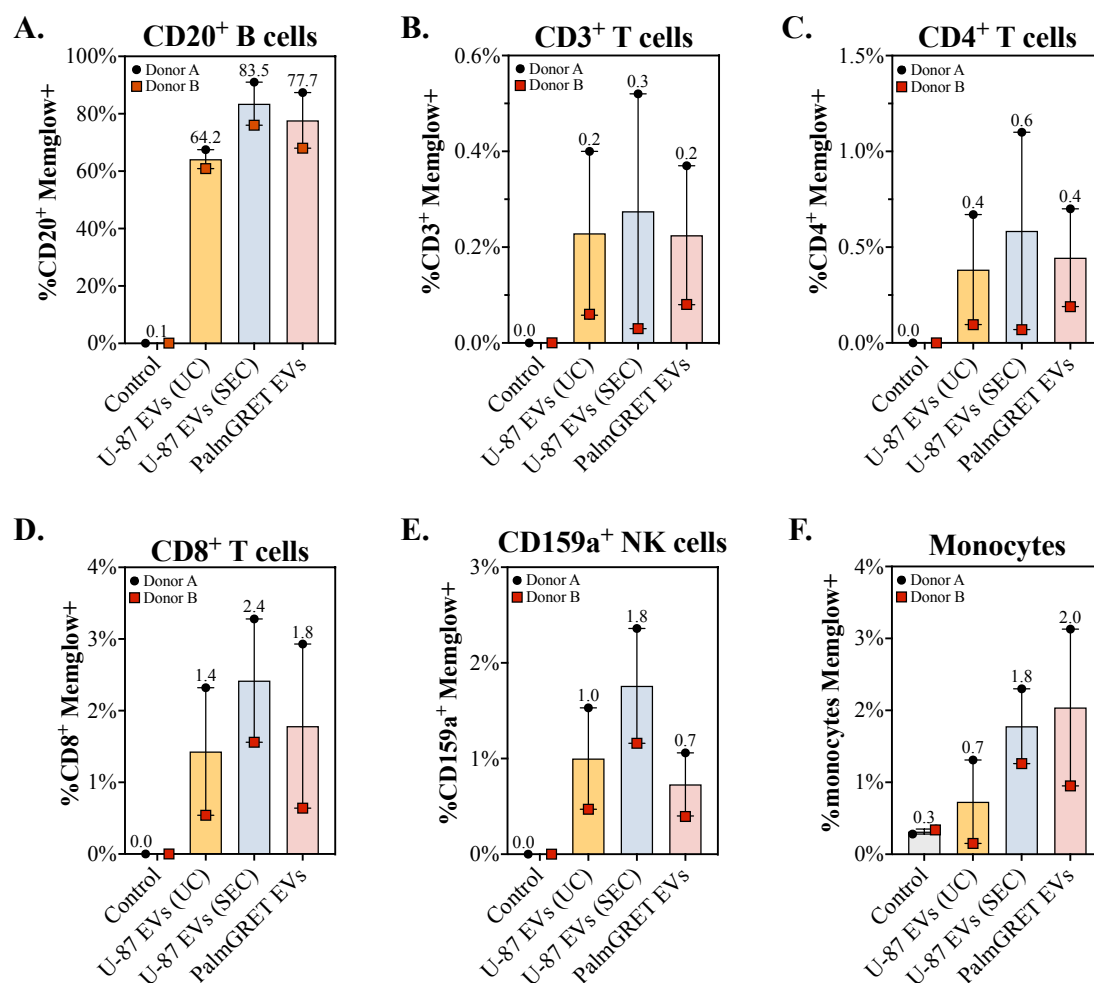 A.
CD20+ B cells
%CD20+ Memglow+
100%
80%
60%
40%
20%
0%
Donor A
Donor B
0.1
64.2
83.5
77.7
Control
U-87 EVs (UC)
U-87 EVs (SEC)
PalmGRET EVs
B.
CD3+ T cells
%CD3+ Memglow+
0.6%
0.4%
0.2%
0.0%
Donor A
Donor B
0.0
0.2
0.3
0.2
Control
U-87 EVs (UC)
U-87 EVs (SEC)
PalmGRET EVs
C.
CD4+ T cells
%CD4+ Memglow+
1.5%
1.0%
0.5%
0.0%
Donor A
Donor B
0.0
0.4
0.6
0.4
Control
U-87 EVs (UC)
U-87 EVs (SEC)
PalmGRET EVs
D.
CD8+ T cells
%CD8+ Memglow+
4%
3%
2%
1%
0%
Donor A
Donor B
0.0
1.4
2.4
1.8
Control
U-87 EVs (UC)
U-87 EVs (SEC)
PalmGRET EVs
E.
CD159a+ NK cells
%CD159a+ Memglow+
3%
2%
1%
0%
Donor A
Donor B
0.0
1.0
1.8
0.7
Control
U-87 EVs (UC)
U-87 EVs (SEC)
PalmGRET EVs
F.
Monocytes
%monocytes Memglow+
4%
3%
2%
1%
0%
Donor A
Donor B
0.3
0.7
1.8
2.0
Control
U-87 EVs (UC)
U-87 EVs (SEC)
PalmGRET EVs